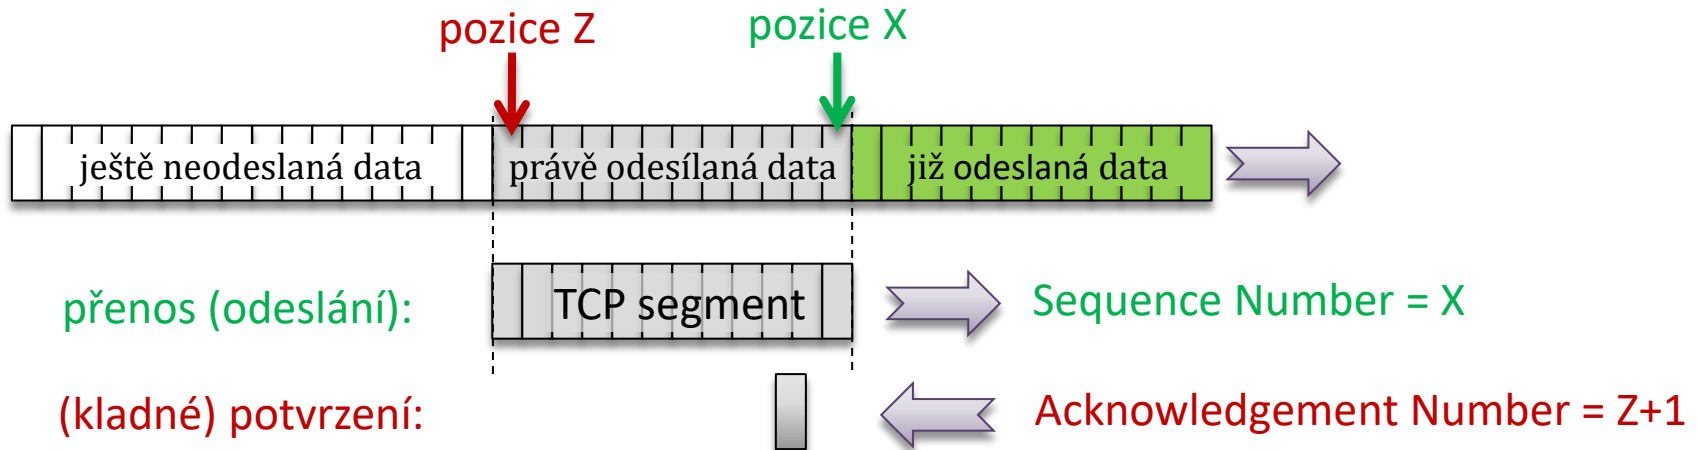 pozice Z
pozice X
ještě neodeslaná data
právě odesílaná data
již odeslaná data
přenos (odeslání):
TCP segment
Sequence Number = X
(kladné) potvrzení:
Acknowledgement Number = Z+1